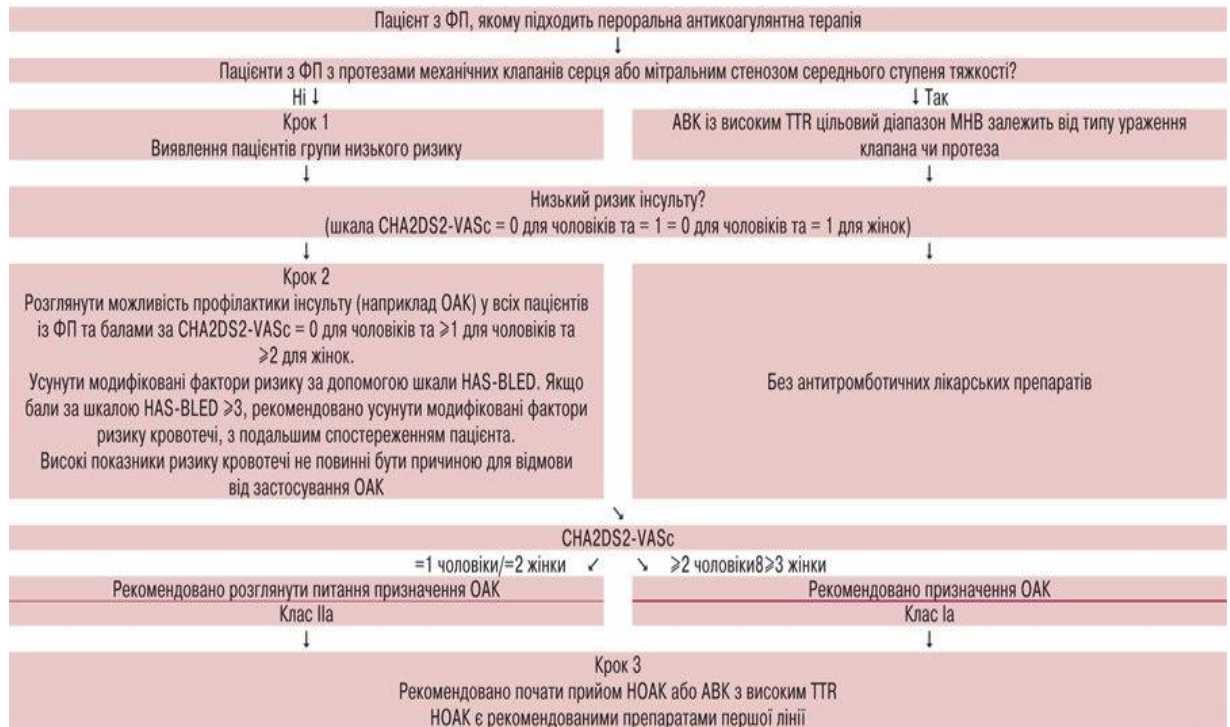 Пацієнт з ФП, якому підходить пероральна антикоагулянтна терапія
↓
Пацієнти з ФП з протезами механічних клапанів серця або мітральним стенозом середнього ступеня тяжкості?
Ні ↓
↓ Так
Крок 1
Виявлення пацієнтів групи низького ризику
АВК із високим TTR цільовий діапазон МНВ залежить від типу ураження
клапана чи протеза
↓ ↓
Низький ризик інсульту?
(шкала CHA2DS2-VASc = 0 для чоловіків та = 1 = 0 для чоловіків та = 1 для жінок)
↓ ↓
Крок 2
Розглянути можливість профілактики інсульту (наприклад ОАК) у всіх пацієнтів
із ФП та балами за CHA2DS2-VASc = 0 для чоловіків та ⩾1 для чоловіків та
⩾2 для жінок.
Усунути модифіковані фактори ризику за допомогою шкали HAS-BLED. Якщо
бали за шкалою HAS-BLED ⩾3, рекомендовано усунути модифіковані фактори
ризику кровотечі, з подальшим спостереженням пацієнта.
Високі показники ризику кровотечі не повинні бути причиною для відмови
від застосування ОАК
Без антитромботичних лікарських препаратів
↘
CHA2DS2-VASc
=1 чоловіки/=2 жінки ↙ ↘ ⩾2 чоловіки8⩾3 жінки
Рекомендовано розглянути питання призначення ОАК
Клас IIa
Рекомендовано призначення ОАК
Клас Ia
↓ ↓
Крок 3
Рекомендовано почати прийом НОАК або АВК з високим TTR
НОАК є рекомендованими препаратами першої лінії